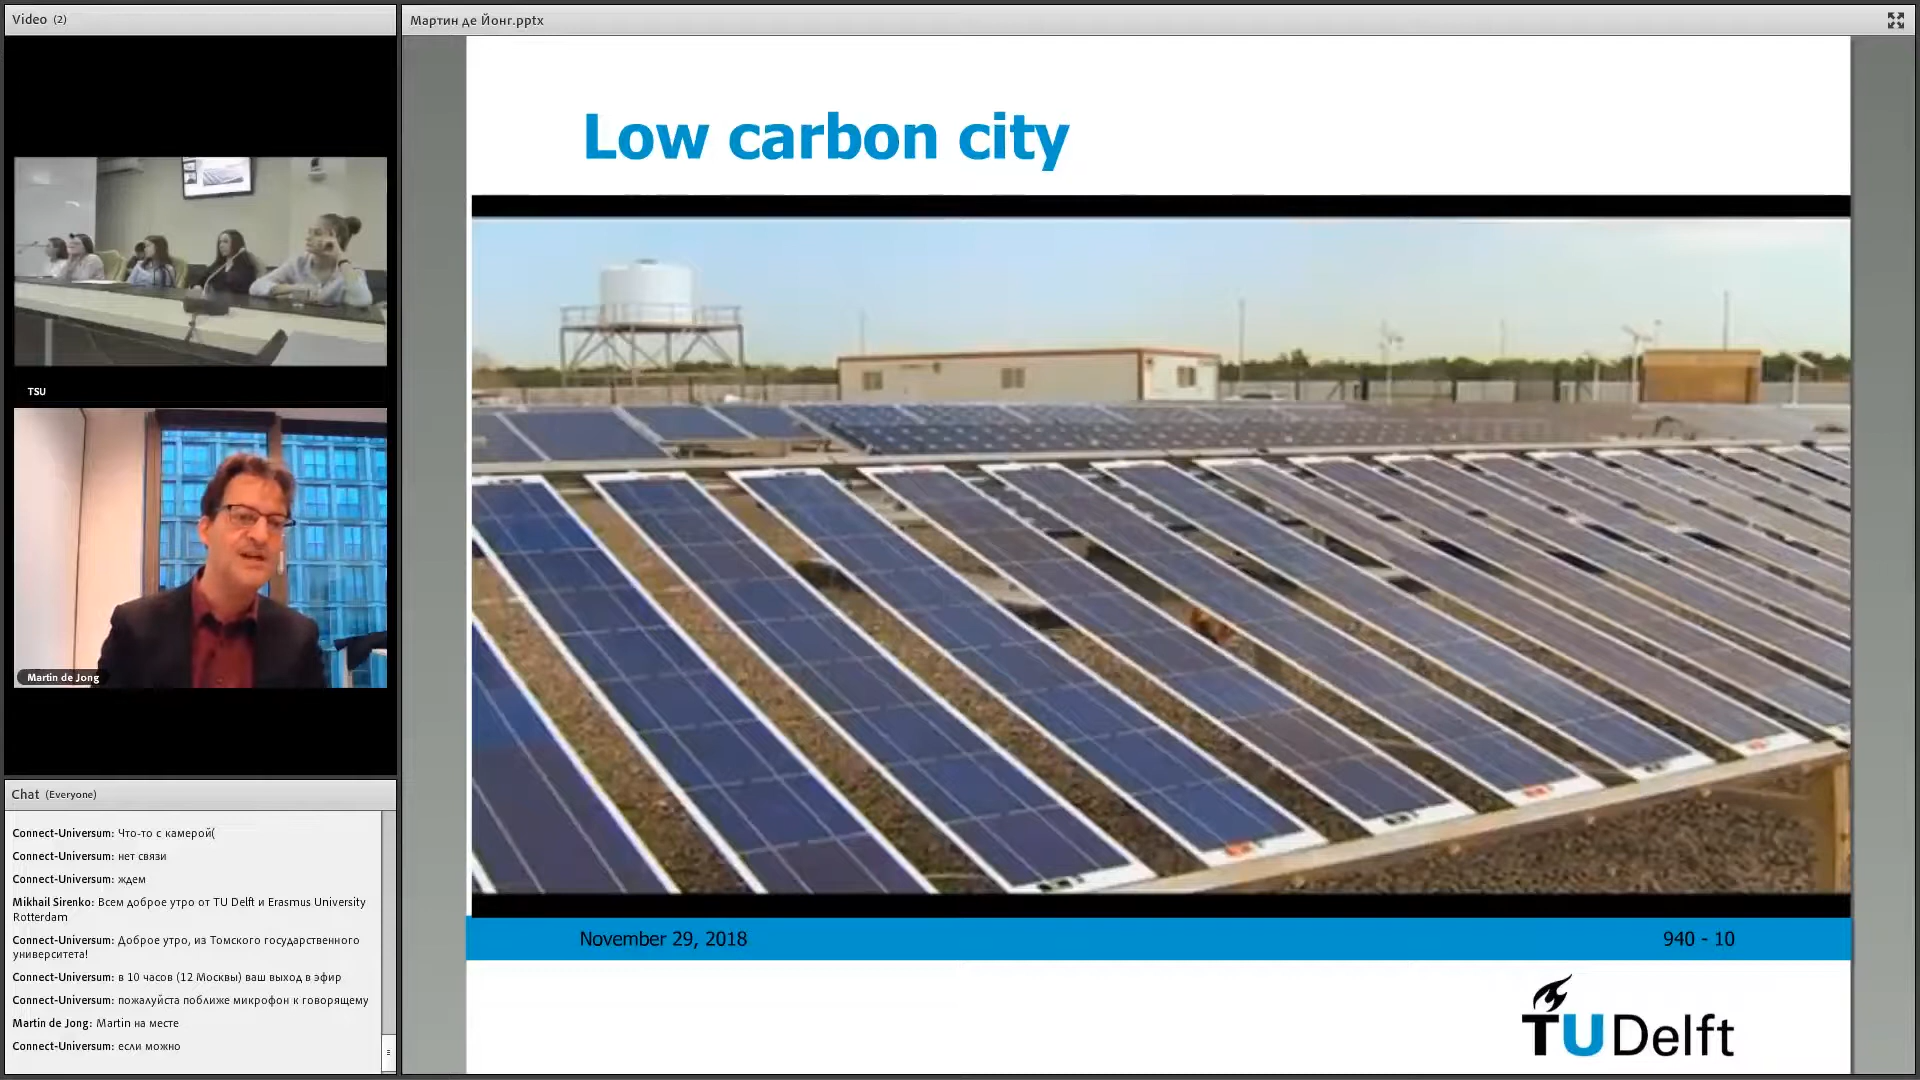 Video (2)
TSU
Martin de Jong
Chat (Everyone)
Connect-Universum: Что-то с камерой(
Connect-Universum: нет связи
Connect-Universum: ждем
Mikhail Sirenko: Всем доброе утро от TU Delft и Erasmus University
Rotterdam
Connect-Universum: Доброе утро, из Томского государственного
университета!
Connect-Universum: в 10 часов (12 Москвы) ваш выход в эфир
Connect-Universum: пожалуйста поближе микрофон к говорящему
Martin de Jong: Martin на месте
Connect-Universum: если можно
Мартин де Йонг.pptx
Low carbon city
November 29, 2018
940 - 10
TUDelft